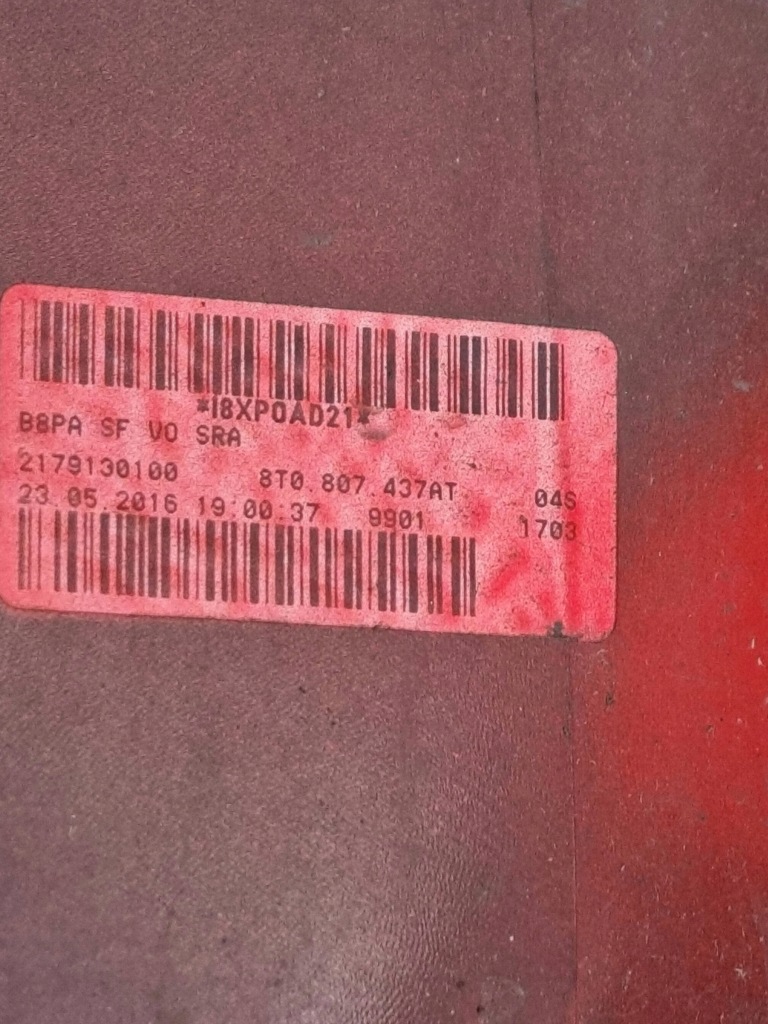 *I8XP0AD21*
B8PA SF VO SRA
2179130100 8T0.807.437AT 04S
23.05.2016 19:00:37 9901 1703